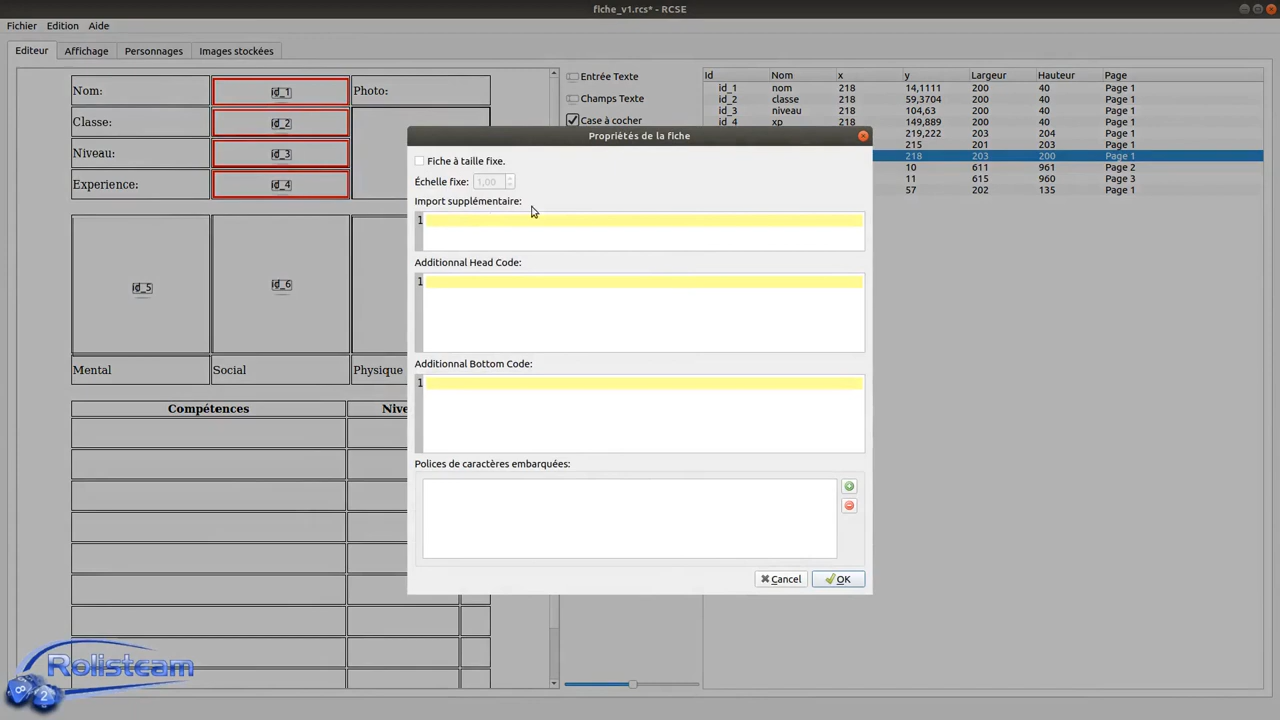 fiche_v1.rcs* - RCSE
Fichier Edition Aide
Editeur Affichage Personnages Images stockées
Nom: id_1 Photo:
Classe: id_2
Niveau: id_3
Experience: id_4
id_5 id_6
Mental Social Physique
Compétences Nive
Entrée Texte
Champs Texte
Case à cocher
Id Nom x y Largeur Hauteur Page
id_1 nom 218 14,1111 200 40 Page 1
id_2 classe 218 59,3704 200 40 Page 1
id_3 niveau 218 104,63 200 40 Page 1
id_4 xp 218 149,889 200 40 Page 1
219,222 203 204 Page 1
215 201 203 Page 1
218 203 200 Page 1
10 611 961 Page 2
11 615 960 Page 3
57 202 135 Page 1
Propriétés de la fiche
Fiche à taille fixe.
Échelle fixe: 1,00
Import supplémentaire:
1
Additionnal Head Code:
1
Additionnal Bottom Code:
1
Polices de caractères embarquées:
Cancel OK
Rolisteam
8 2